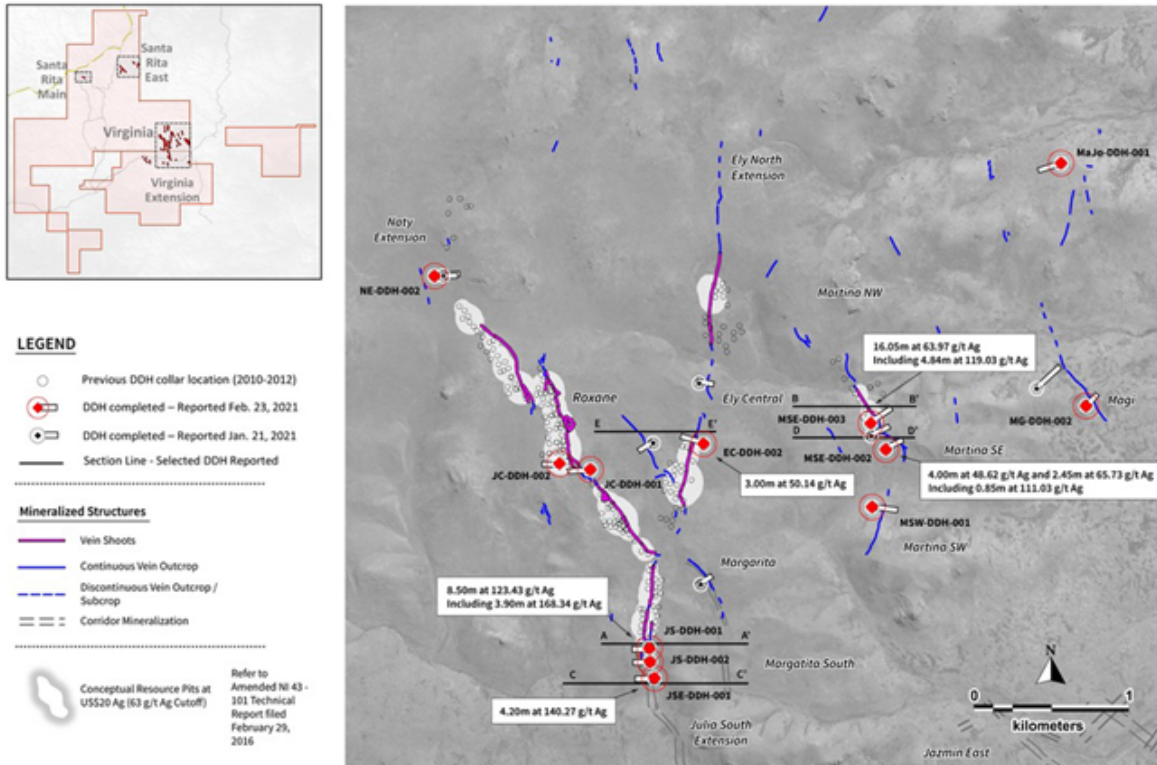 Santa
Rita
Main
Santa
Rita
East
Virginia
Virginia
Extension
LEGEND
Previous DDH collar location (2010-2012)
DDH completed – Reported Feb. 23, 2021
DDH completed – Reported Jan. 21, 2021
Section Line - Selected DDH Reported
Mineralized Structures
Vein Shoots
Continuous Vein Outcrop
Discontinuous Vein Outcrop /
Subcrop
Corridor Mineralization
Conceptual Resource Pits at
US$20 Ag (63 g/t Ag Cutoff)
Refer to
Amended NI 43 -
101 Technical
Report filed
February 29,
2016
Ely North
Extension
MaJo-DDH-001
Naty
Extension
NE-DDH-002
Martina NW
16.05m at 63.97 g/t Ag
Including 4.84m at 119.03 g/t Ag
Roxane
Ely Central
B
B'
MSE-DDH-003
Magi
MG-DDH-002
E
E'
D
D'
EC-DDH-002
MSE-DDH-002
Martina SE
JC-DDH-002
JC-DDH-001
3.00m at 50.14 g/t Ag
4.00m at 48.62 g/t Ag and 2.45m at 65.73 g/t Ag
Including 0.85m at 111.03 g/t Ag
MSW-DDH-001
Martina SW
Margarita
8.50m at 123.43 g/t Ag
Including 3.90m at 168.34 g/t Ag
JS-DDH-001
A
A'
JS-DDH-002
Margatita South
C
C'
JSE-DDH-001
4.20m at 140.27 g/t Ag
Julia South
Extension
N
0
1
kilometers
Jazmin East